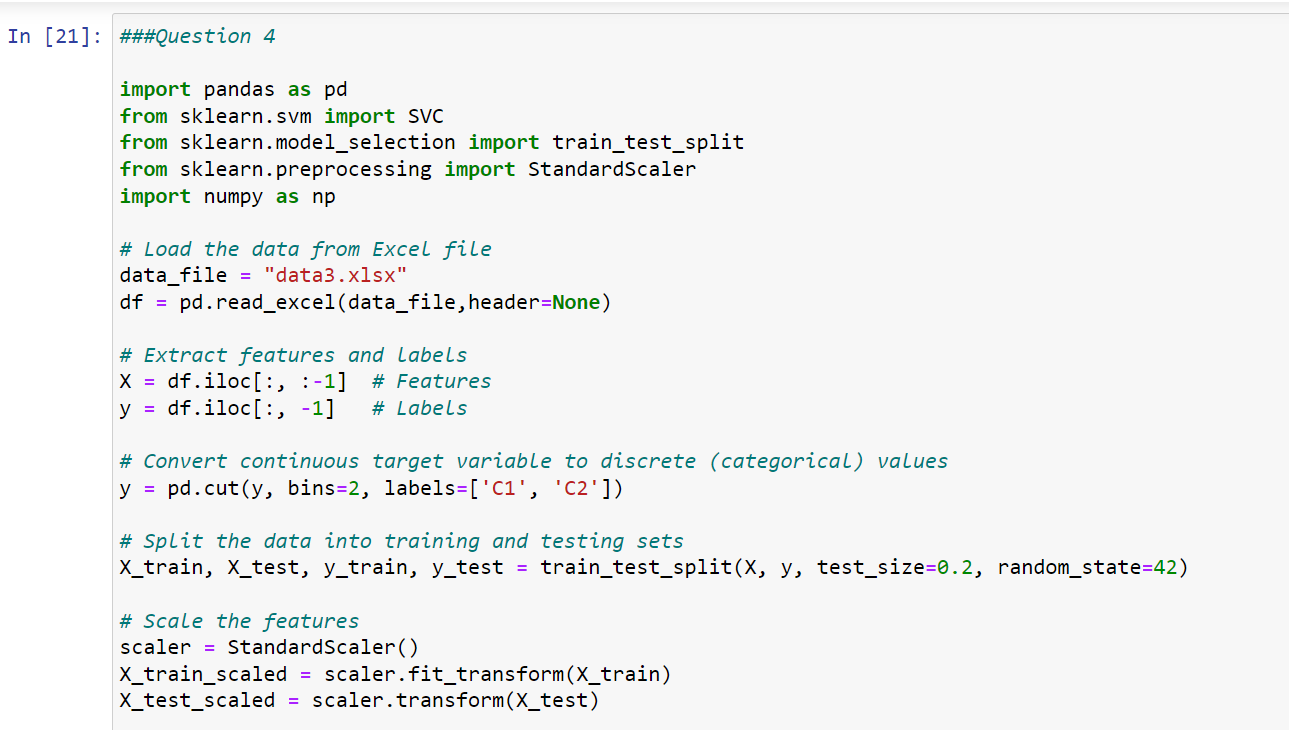 In [21]: ###Question 4
import pandas as pd
from sklearn.svm import SVC
from sklearn.model_selection import train_test_split
from sklearn.preprocessing import StandardScaler
import numpy as np
# Load the data from Excel file
data_file = "data3.xlsx"
df = pd.read_excel(data_file,header=None)
# Extract features and labels
X = df.iloc[:, :-1]  # Features
y = df.iloc[:, -1]   # Labels
# Convert continuous target variable to discrete (categorical) values
y = pd.cut(y, bins=2, labels=['C1', 'C2'])
# Split the data into training and testing sets
X_train, X_test, y_train, y_test = train_test_split(X, y, test_size=0.2, random_state=42)
# Scale the features
scaler = StandardScaler()
X_train_scaled = scaler.fit_transform(X_train)
X_test_scaled = scaler.transform(X_test)